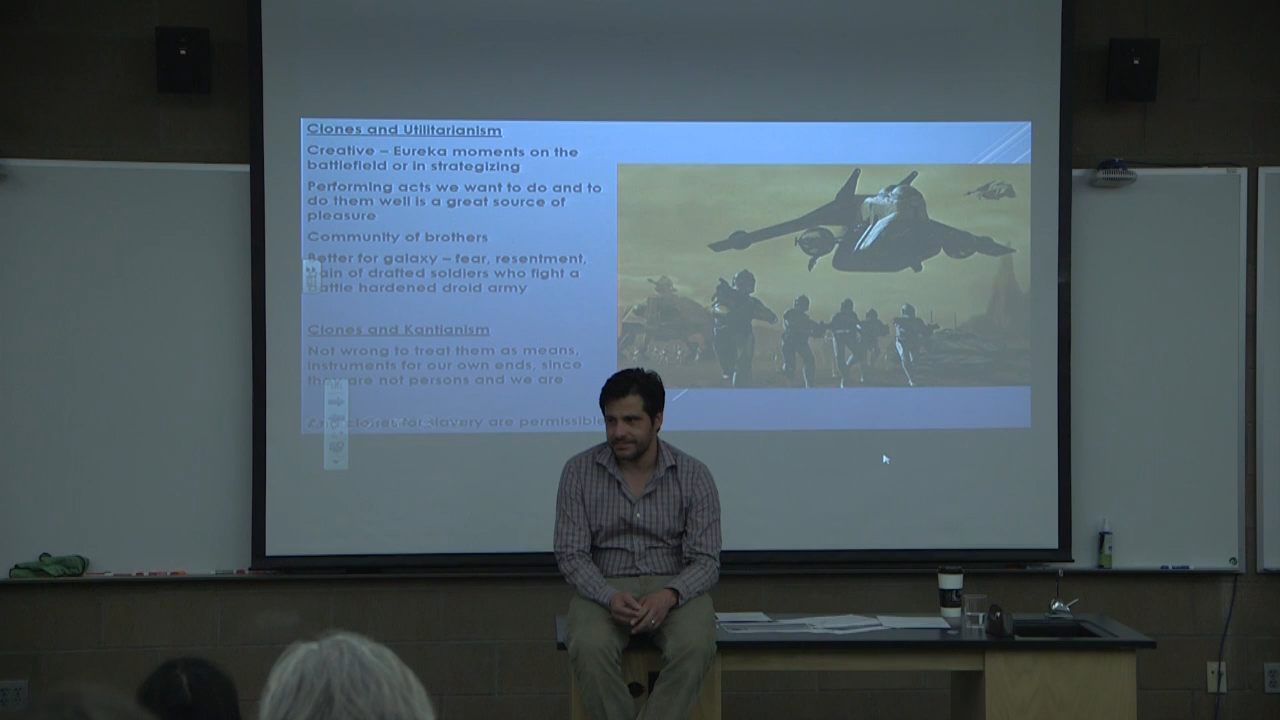 Clones and Utilitarianism
Creative – Eureka moments on the
battlefield or in strategizing
Performing acts we want to do and to
do them well is a great source of
pleasure
Community of brothers
Better for galaxy – fear, resentment,
pain of drafted soldiers who fight a
battle hardened droid army
Clones and Kantianism
Not wrong to treat them as means,
instruments for our own ends, since
they are not persons and we are
for slavery are permissible